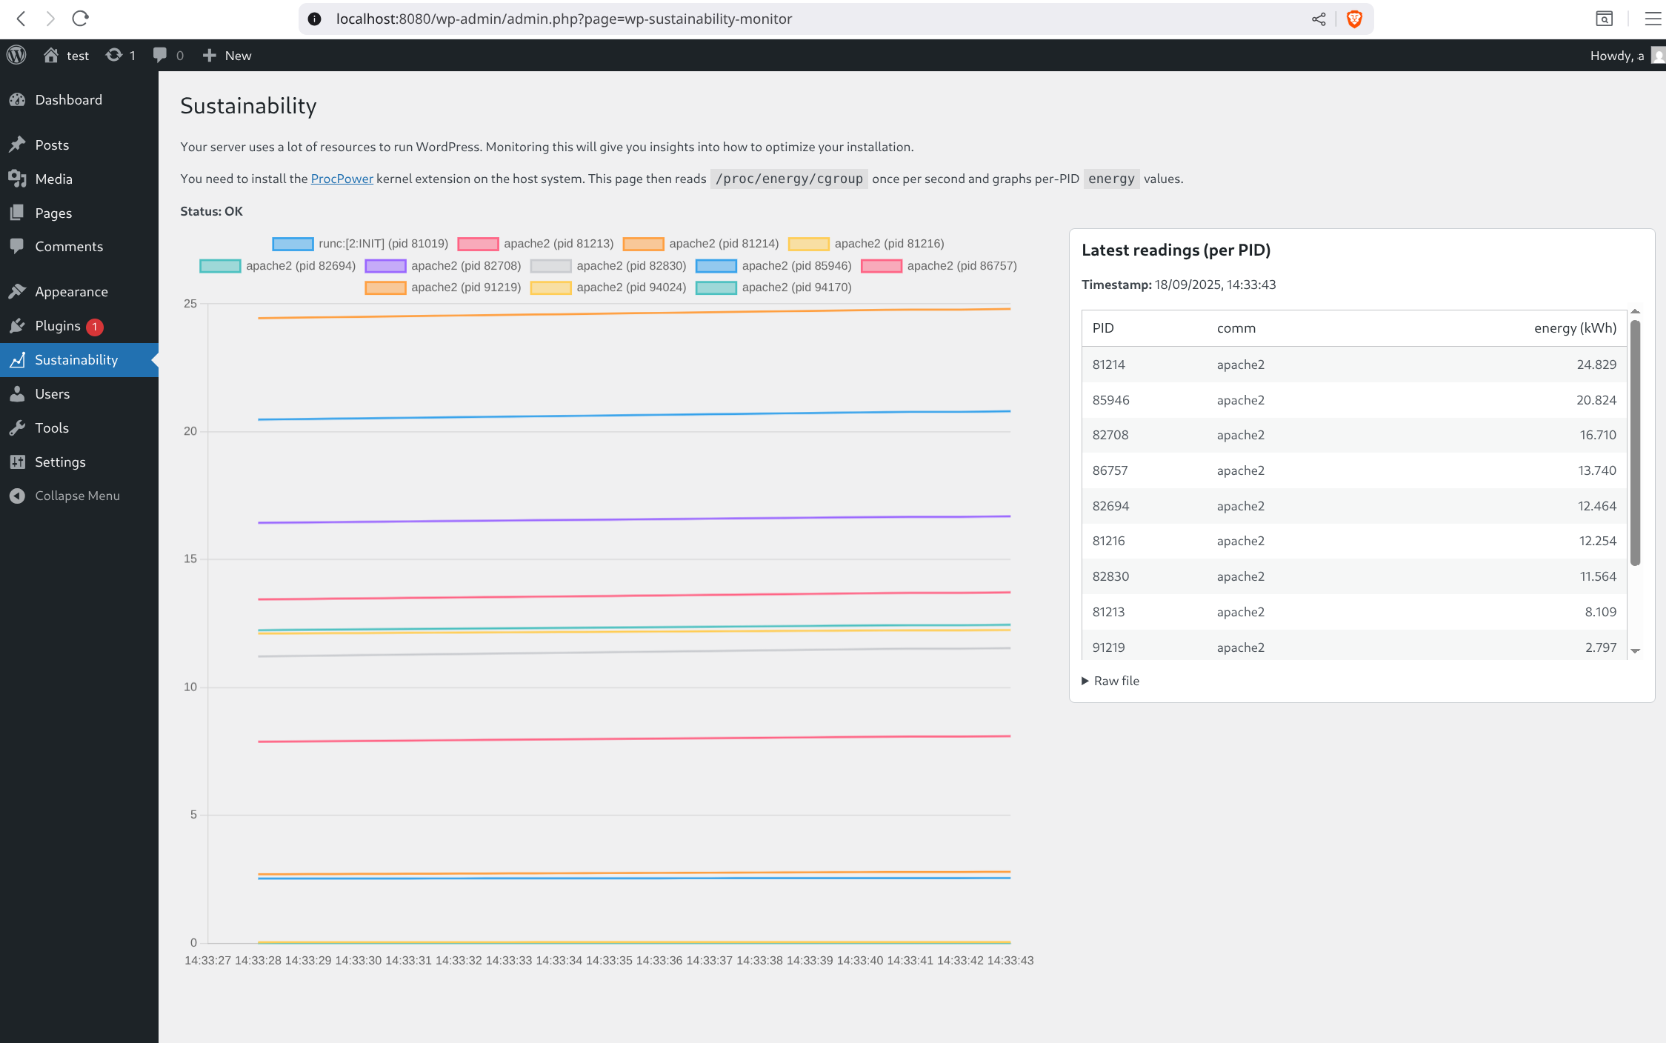 localhost:8080/wp-admin/admin.php?page=wp-sustainability-monitor
test 1 0 New
Howdy, a
Dashboard
Posts
Media
Pages
Comments
Appearance
Plugins 1
Sustainability
Users
Tools
Settings
Collapse Menu
Sustainability
Your server uses a lot of resources to run WordPress. Monitoring this will give you insights into how to optimize your installation.
You need to install the ProcPower kernel extension on the host system. This page then reads /proc/energy/cgroup once per second and graphs per-PID energy values.
Status: OK
runc:[2:INIT] (pid 81019) apache2 (pid 81213) apache2 (pid 81214) apache2 (pid 81216)
apache2 (pid 82694) apache2 (pid 82708) apache2 (pid 82830) apache2 (pid 85946) apache2 (pid 86757)
apache2 (pid 91219) apache2 (pid 94024) apache2 (pid 94170)
25
20
15
10
5
0
14:33:27 14:33:28 14:33:29 14:33:30 14:33:31 14:33:32 14:33:33 14:33:34 14:33:35 14:33:36 14:33:37 14:33:38 14:33:39 14:33:40 14:33:41 14:33:42 14:33:43
Latest readings (per PID)
Timestamp: 18/09/2025, 14:33:43
PID comm energy (kWh)
81214 apache2 24.829
85946 apache2 20.824
82708 apache2 16.710
86757 apache2 13.740
82694 apache2 12.464
81216 apache2 12.254
82830 apache2 11.564
81213 apache2 8.109
91219 apache2 2.797
Raw file